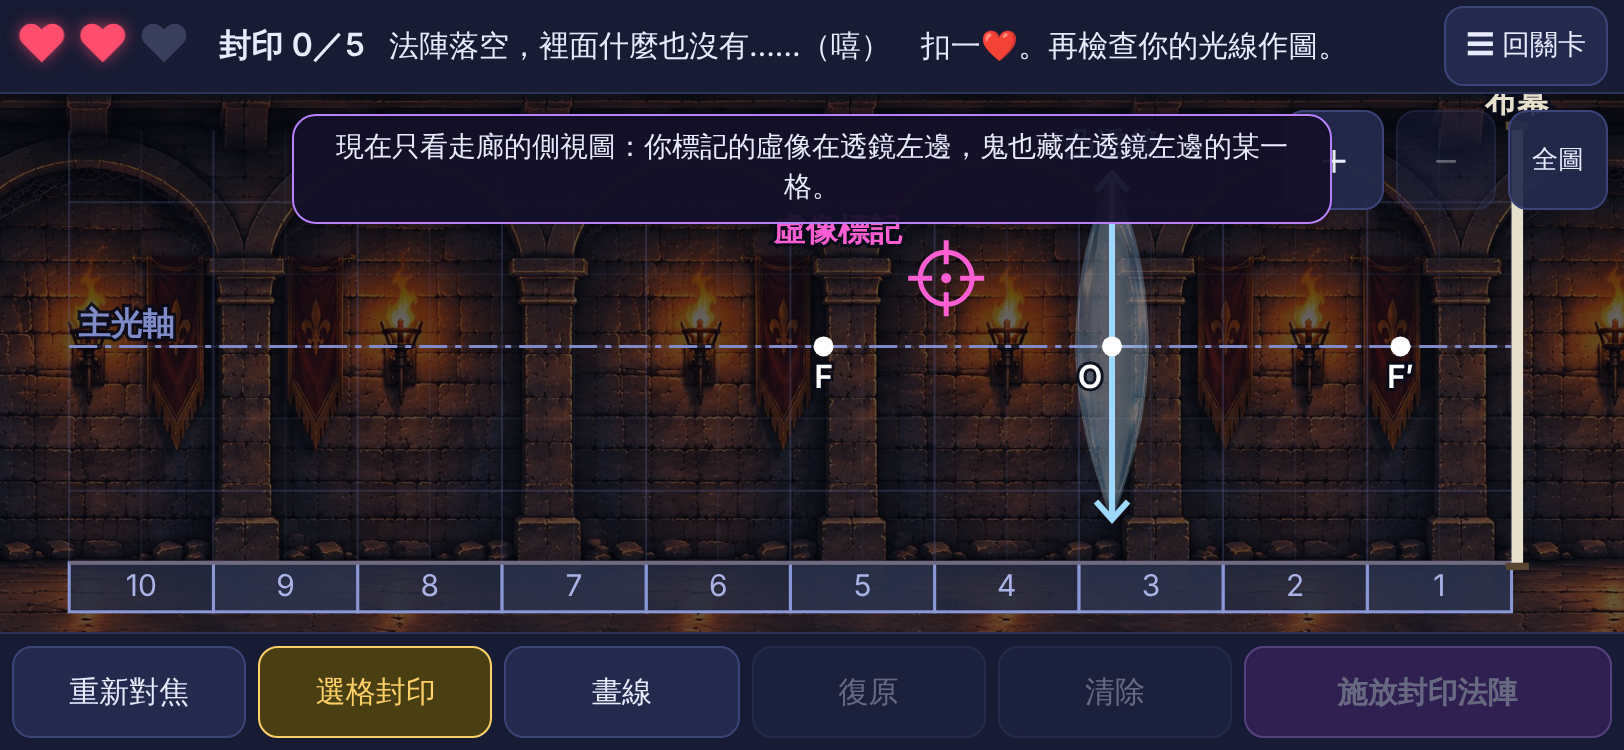 封印 0／5 法陣落空，裡面什麼也沒有……（嘻） 扣一❤️。再檢查你的光線作圖。
☰ 回關卡
布幕
現在只看走廊的側視圖：你標記的虛像在透鏡左邊，鬼也藏在透鏡左邊的某一
格。
+
−
全圖
虛像標記
主光軸
F
O
F′
10 9 8 7 6 5 4 3 2 1
重新對焦
選格封印
畫線
復原
清除
施放封印法陣